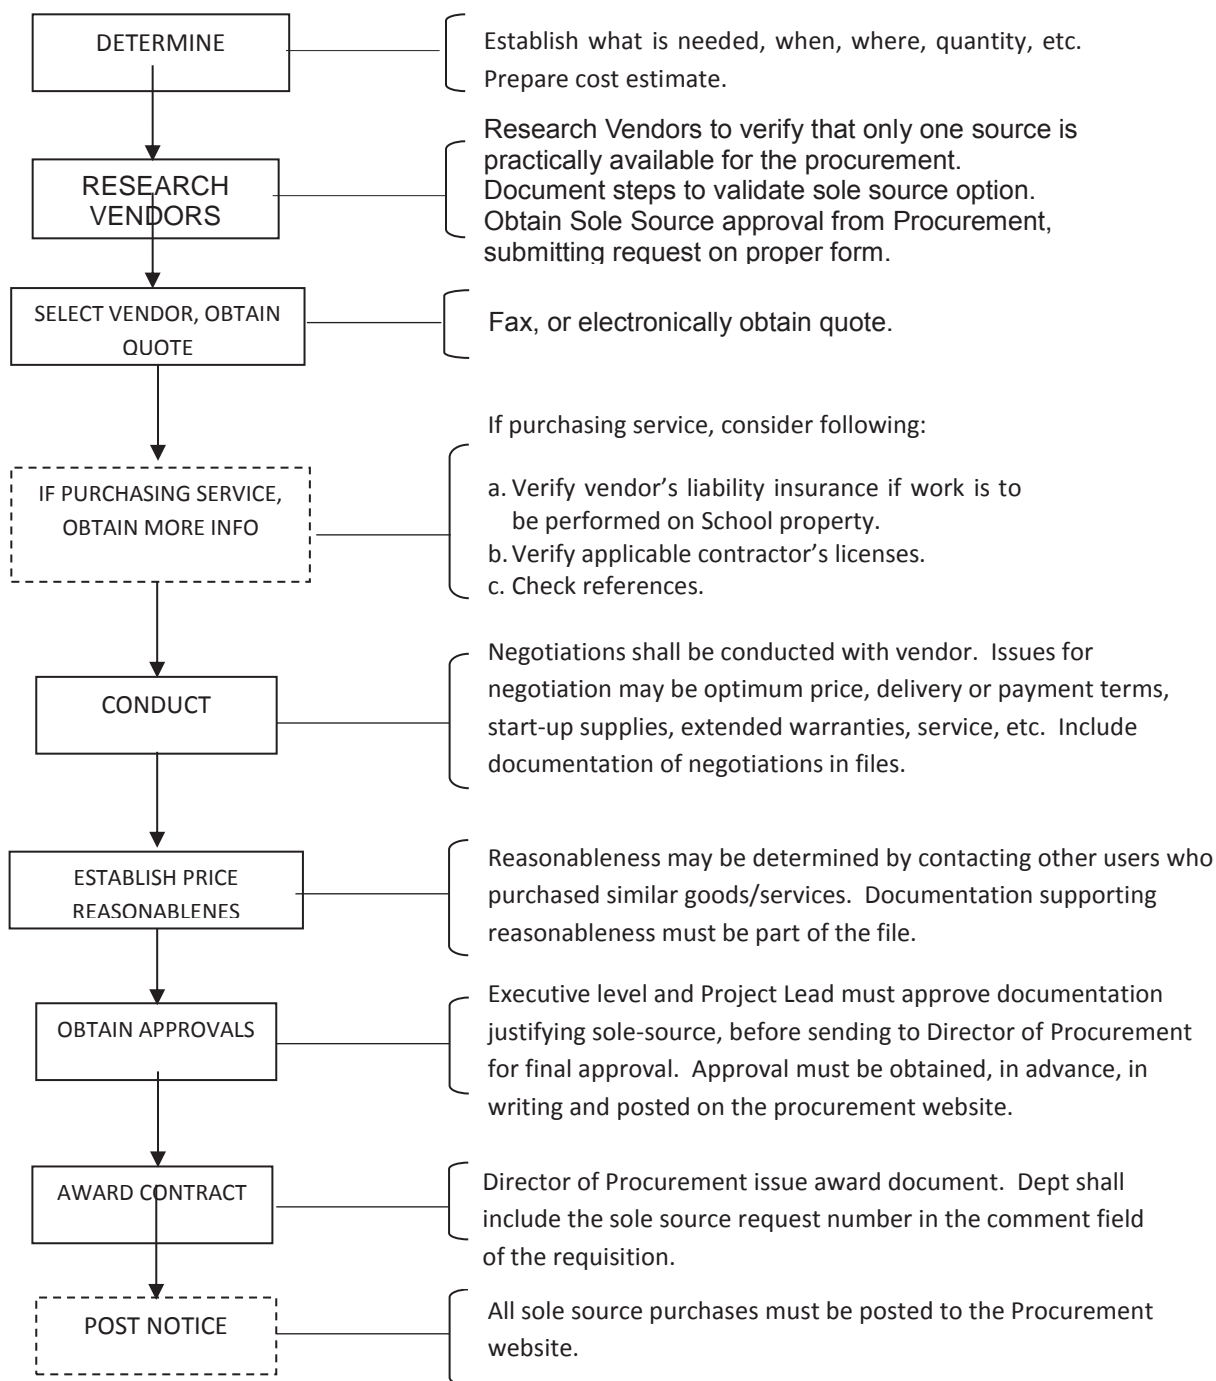 DETERMINE
Establish what is needed, when, where, quantity, etc.
Prepare cost estimate.
RESEARCH
VENDORS
Research Vendors to verify that only one source is
practically available for the procurement.
Document steps to validate sole source option.
Obtain Sole Source approval from Procurement,
submitting request on proper form.
SELECT VENDOR, OBTAIN
QUOTE
Fax, or electronically obtain quote.
IF PURCHASING SERVICE,
OBTAIN MORE INFO
If purchasing service, consider following:
a. Verify vendor’s liability insurance if work is to
be performed on School property.
b. Verify applicable contractor’s licenses.
c. Check references.
CONDUCT
Negotiations shall be conducted with vendor. Issues for
negotiation may be optimum price, delivery or payment terms,
start-up supplies, extended warranties, service, etc. Include
documentation of negotiations in files.
ESTABLISH PRICE
REASONABLENES
Reasonableness may be determined by contacting other users who
purchased similar goods/services. Documentation supporting
reasonableness must be part of the file.
OBTAIN APPROVALS
Executive level and Project Lead must approve documentation
justifying sole-source, before sending to Director of Procurement
for final approval. Approval must be obtained, in advance, in
writing and posted on the procurement website.
AWARD CONTRACT
Director of Procurement issue award document. Dept shall
include the sole source request number in the comment field
of the requisition.
POST NOTICE
All sole source purchases must be posted to the Procurement
website.